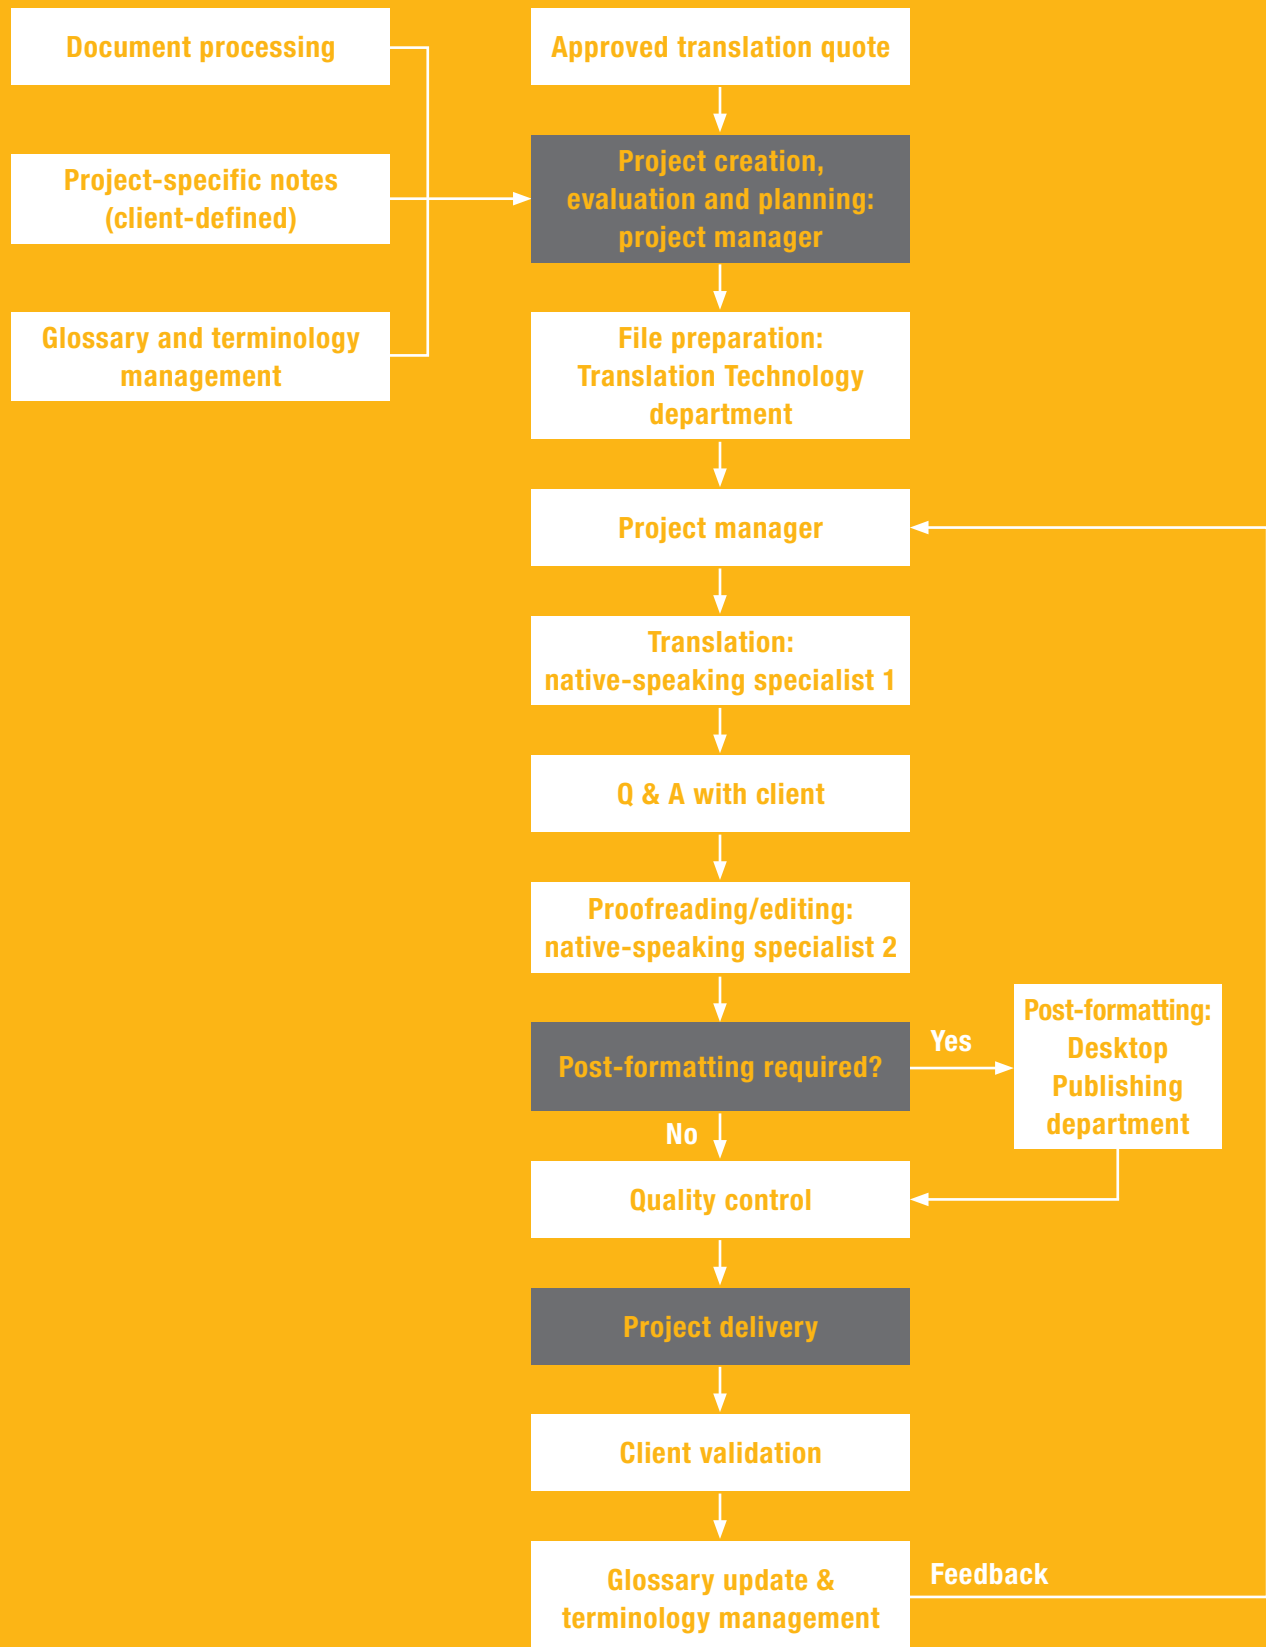 Document processing
Approved translation quote
Project-specific notes
(client-defined)
Project creation,
evaluation and planning:
project manager
Glossary and terminology
management
File preparation:
Translation Technology
department
Project manager
Translation:
native-speaking specialist 1
Q & A with client
Proofreading/editing:
native-speaking specialist 2
Post-formatting required?
Yes
Post-formatting:
Desktop
Publishing
department
No
Quality control
Project delivery
Client validation
Glossary update &
terminology management
Feedback